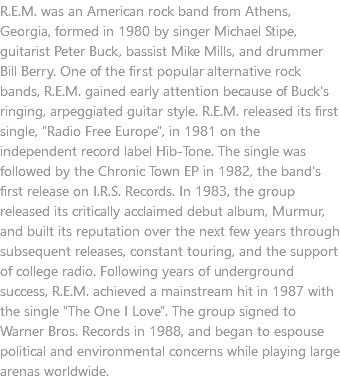 R.E.M. was an American rock band from Athens,
Georgia, formed in 1980 by singer Michael Stipe,
guitarist Peter Buck, bassist Mike Mills, and drummer
Bill Berry. One of the first popular alternative rock
bands, R.E.M. gained early attention because of Buck's
ringing, arpeggiated guitar style. R.E.M. released its first
single, "Radio Free Europe", in 1981 on the
independent record label Hib-Tone. The single was
followed by the Chronic Town EP in 1982, the band's
first release on I.R.S. Records. In 1983, the group
released its critically acclaimed debut album, Murmur,
and built its reputation over the next few years through
subsequent releases, constant touring, and the support
of college radio. Following years of underground
success, R.E.M. achieved a mainstream hit in 1987 with
the single "The One I Love". The group signed to
Warner Bros. Records in 1988, and began to espouse
political and environmental concerns while playing large
arenas worldwide.